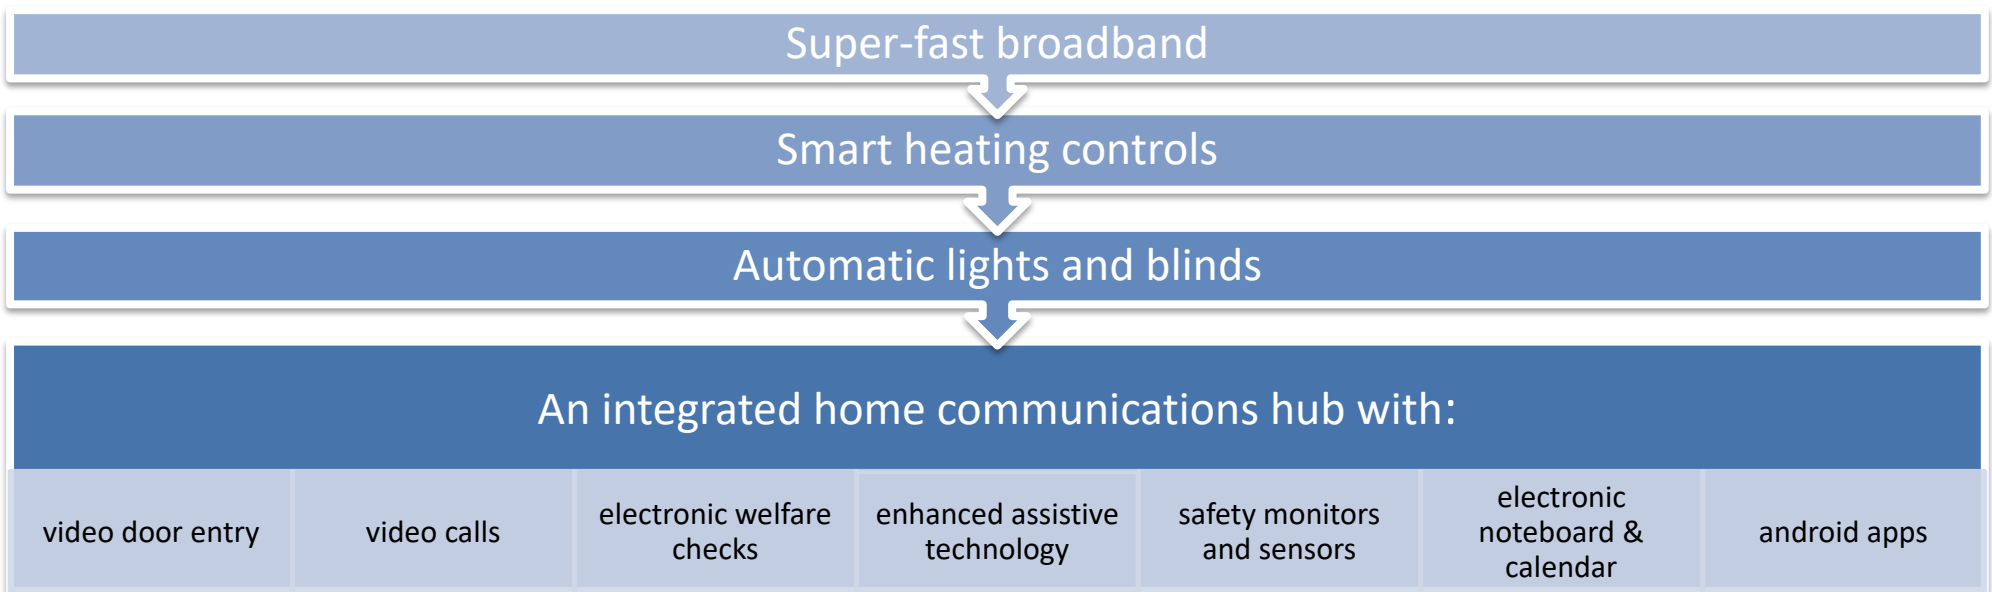 Super-fast broadband
Smart heating controls
Automatic lights and blinds
An integrated home communications hub with:
video door entry
video calls
electronic welfare
checks
enhanced assistive
technology
safety monitors
and sensors
electronic
noteboard &
calendar
android apps